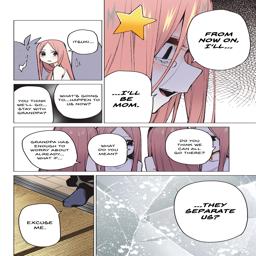 ITSUKI...
FROM
NOW ON,
I'LL...
...I'LL
BE
MOM.
WHAT'S GOING
TO...HAPPEN TO
US NOW?
YOU THINK
WE'LL GO...
STAY WITH
GRANDPA?
GRANDPA HAS
ENOUGH TO
WORRY ABOUT
ALREADY...
WHAT IF...
WHAT
DO YOU
MEAN?
DO YOU
THINK WE
CAN ALL
GO THERE?
EXCUSE
ME..
...THEY
SEPARATE
US?